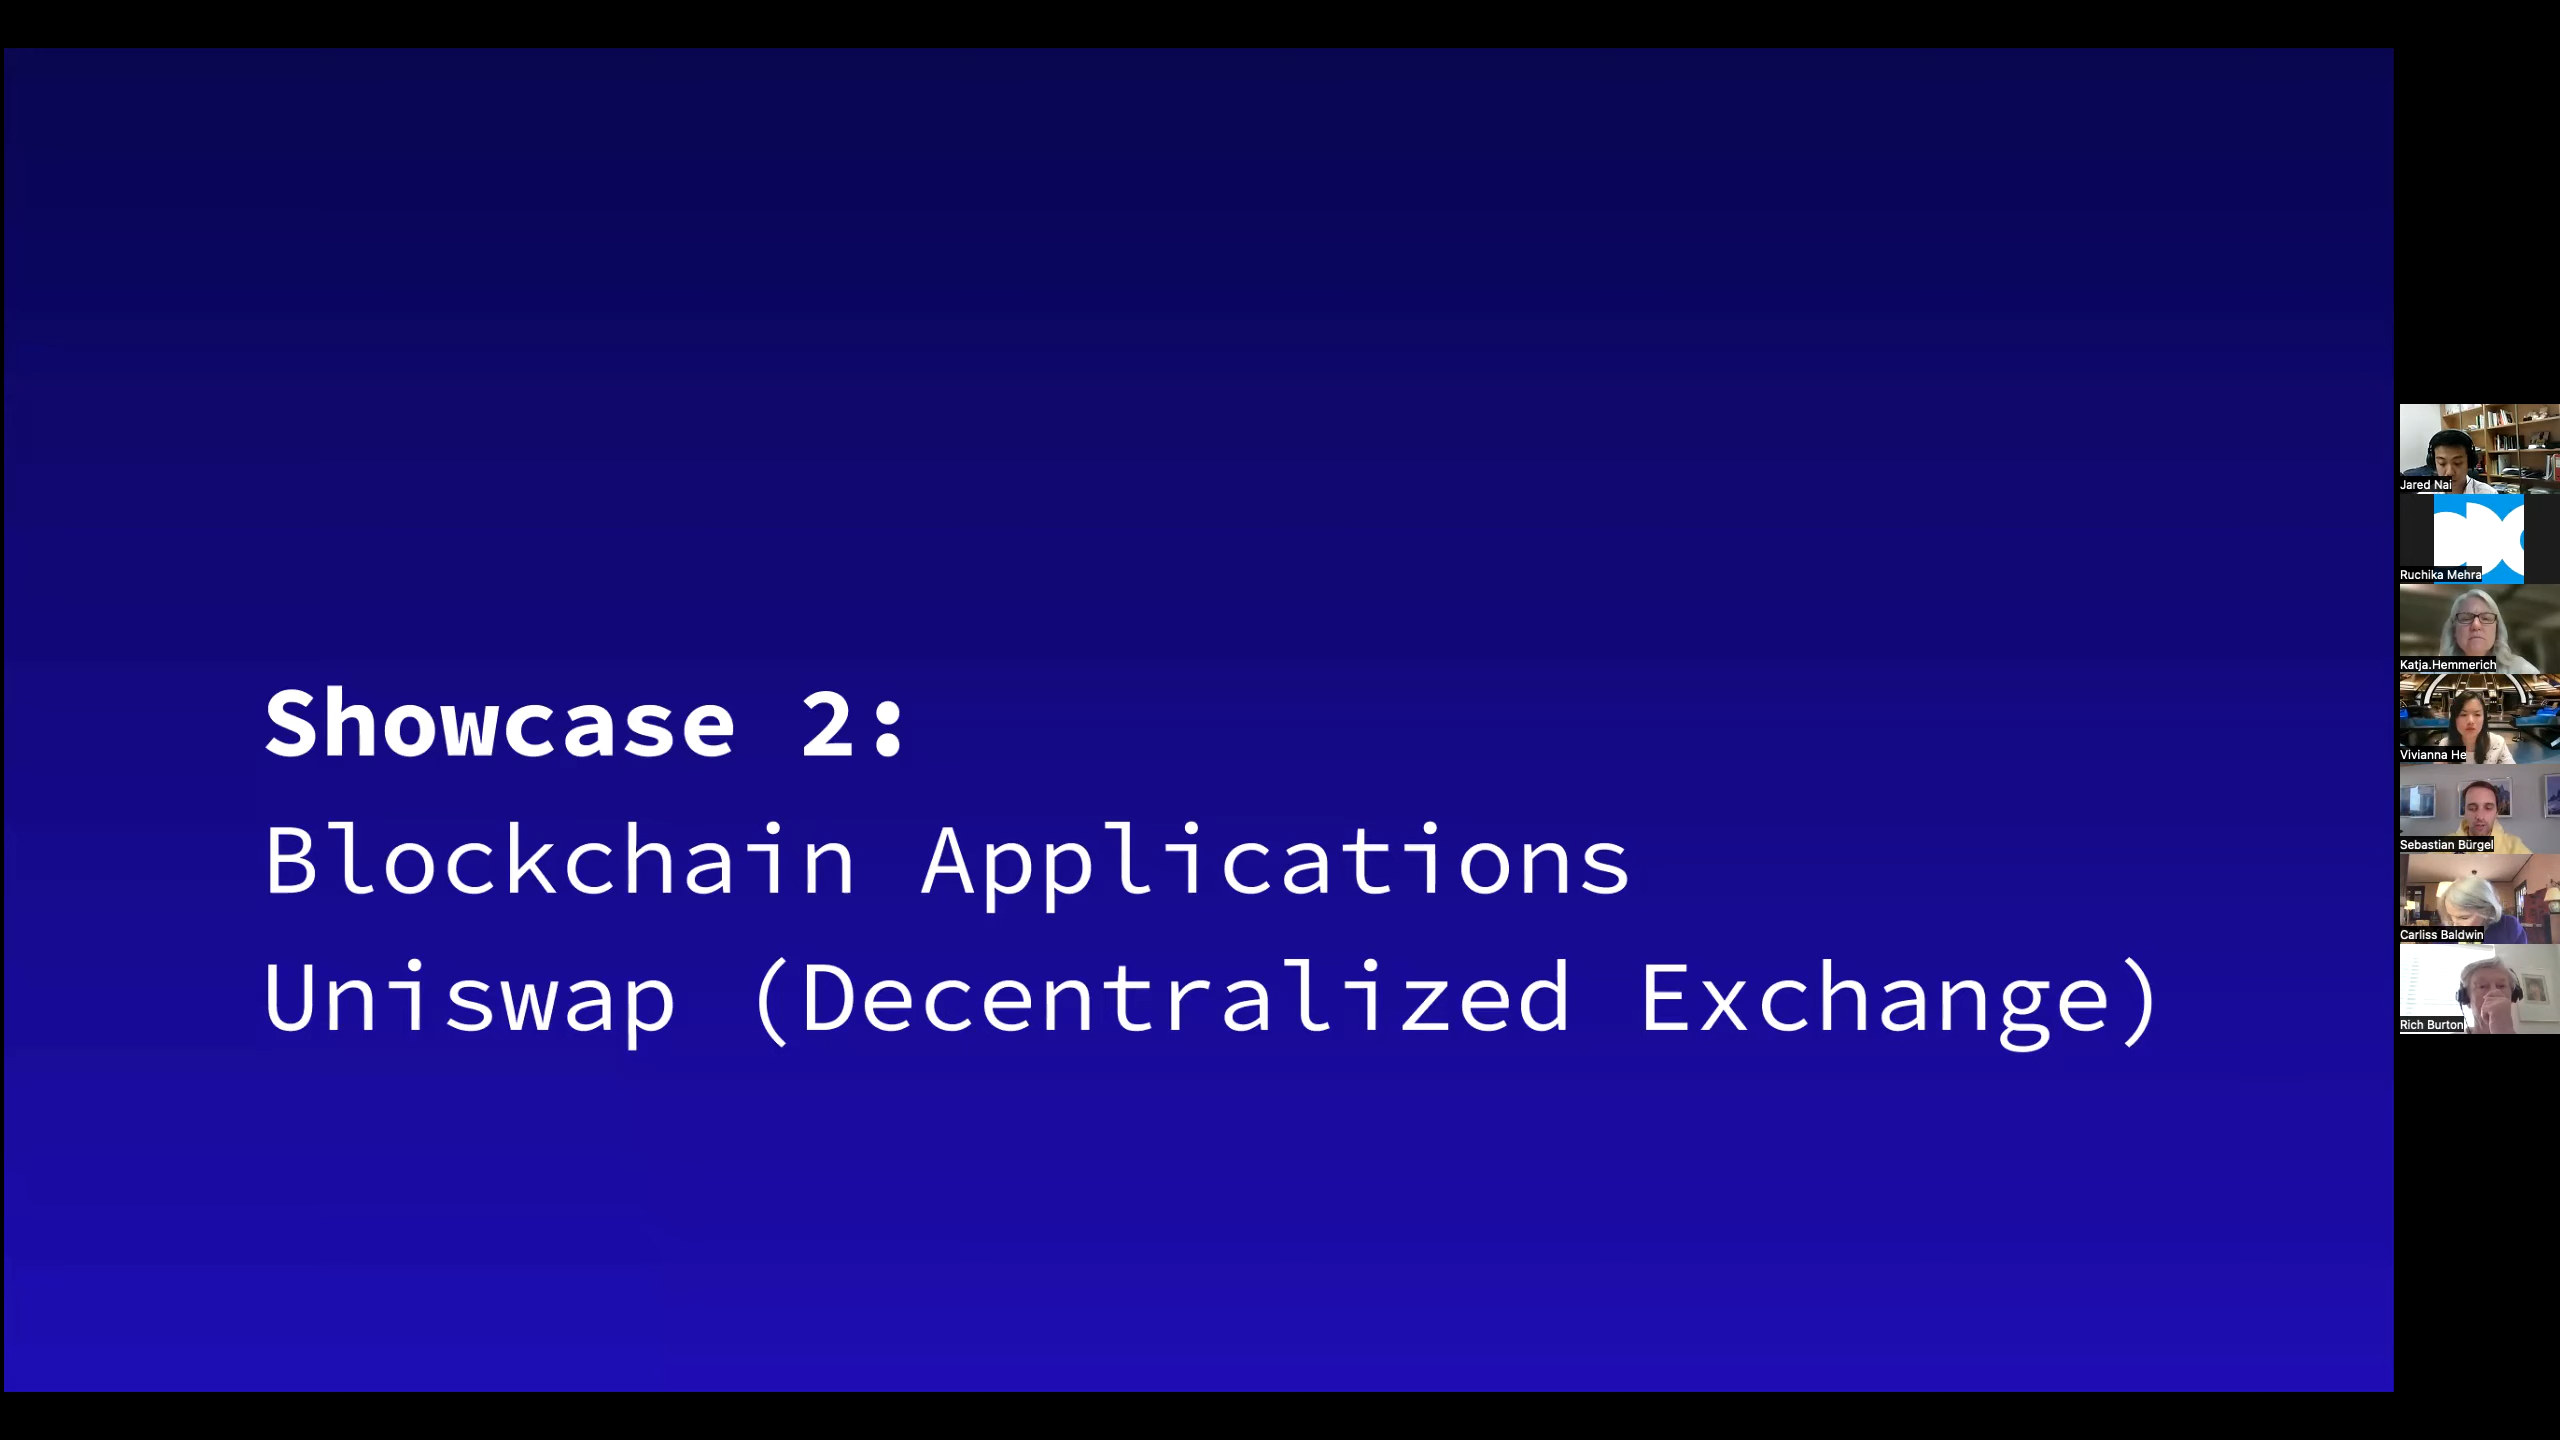 Showcase 2:
Blockchain Applications
Uniswap (Decentralized Exchange)
Jared Nai
Ruchika Mehra
Katja.Hemmerich
Vivianna He
Sebastian Bürgel
Carliss Baldwin
Rich Burton